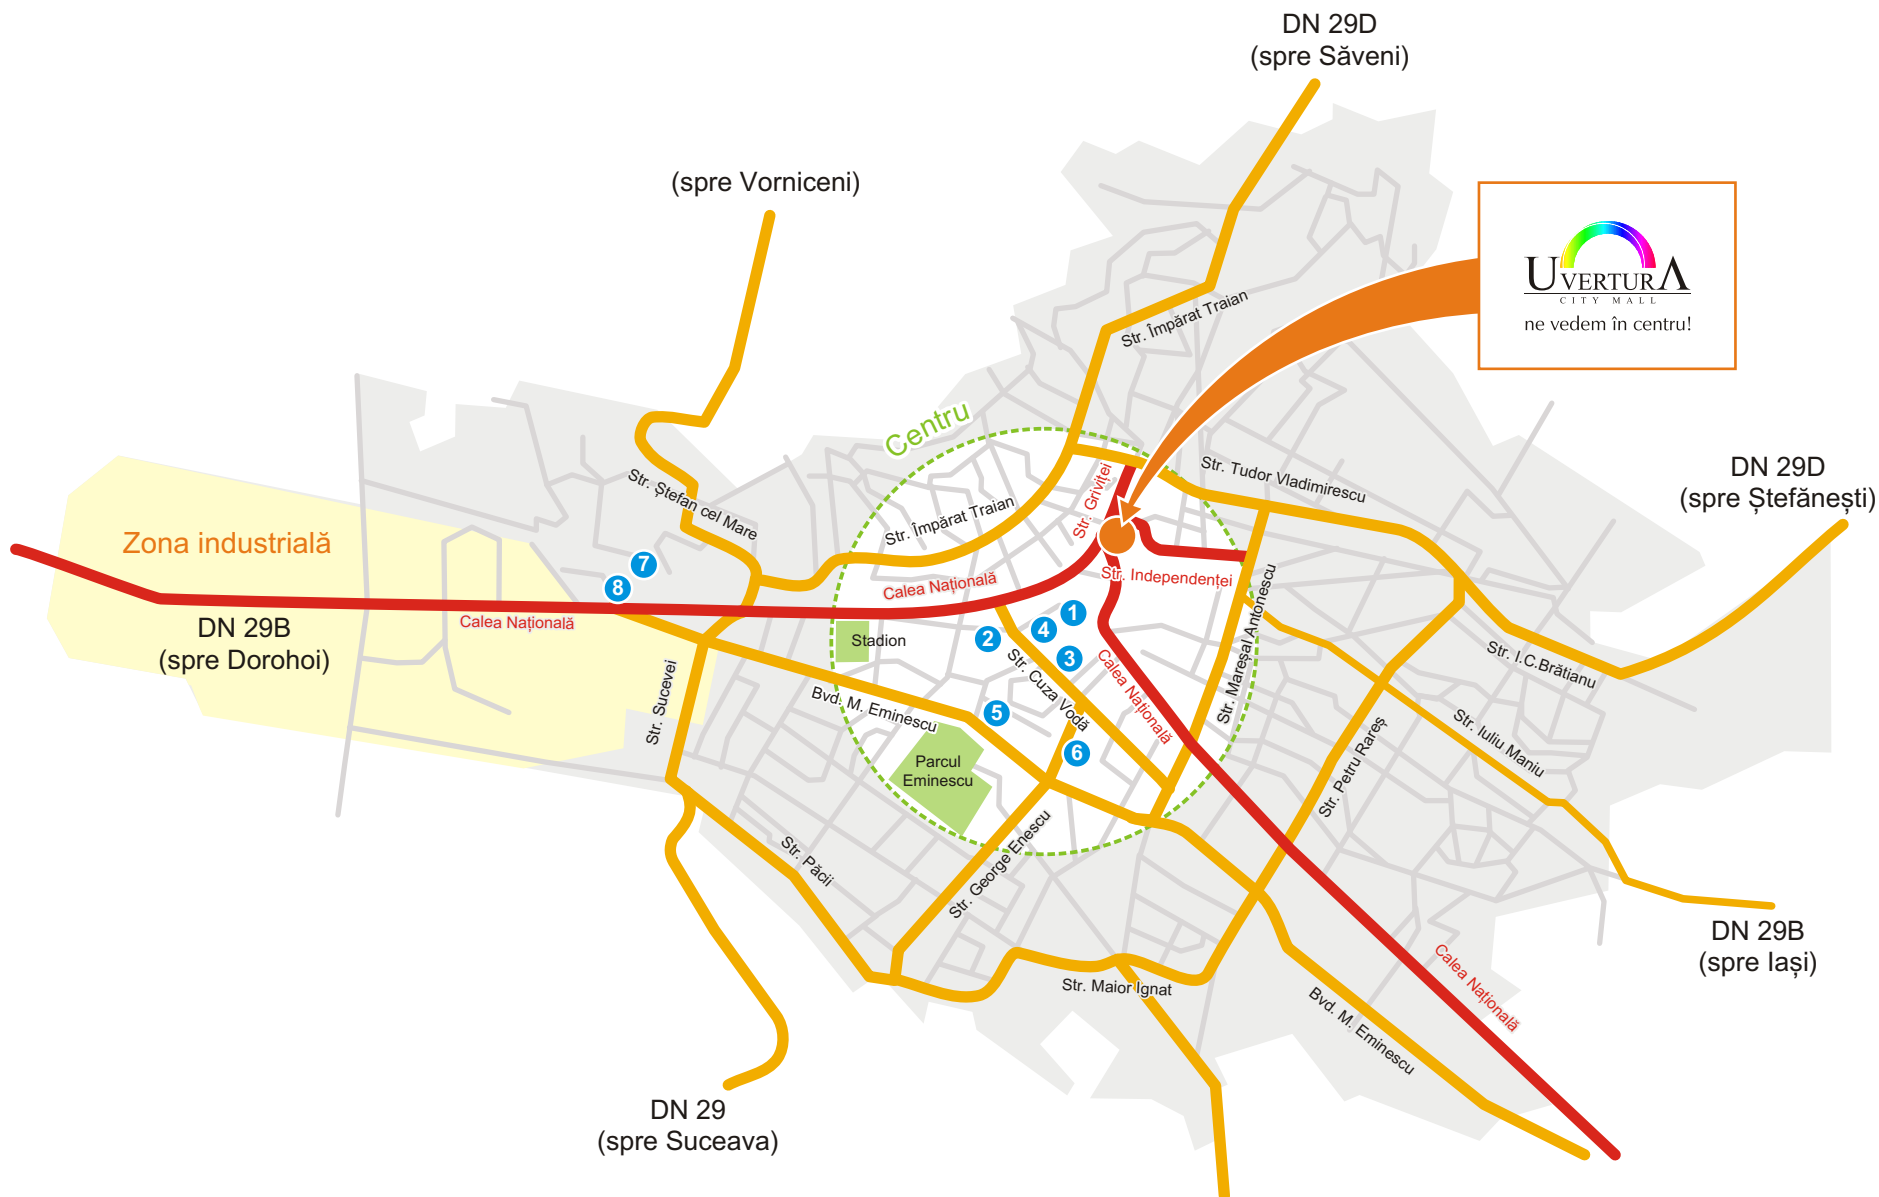 DN 29D
(spre Săveni)
(spre Vorniceni)
UVERTURA
CITY MALL
ne vedem în centru!
Str. Împărat Traian
Centru
Str. Tudor Vladimirescu
DN 29D
(spre Ștefănești)
Str. Griviței
Str. Ștefan cel Mare
Str. Împărat Traian
Zona industrială
7
8
Calea Națională
Str. Independenței
Str. Mareșal Antonescu
Calea Națională
DN 29B
(spre Dorohoi)
1
4
2
3
Stadion
Str. Cuza Vodă
Calea Națională
Str. I.C.Brătianu
Str. Sucevei
Bvd. M. Eminescu
5
6
Str. Iuliu Maniu
Str. Petru Rareș
Parcul
Eminescu
Str. Păcii
Str. George Enescu
DN 29B
(spre Iași)
Str. Maior Ignat
Calea Națională
Bvd. M. Eminescu
DN 29
(spre Suceava)